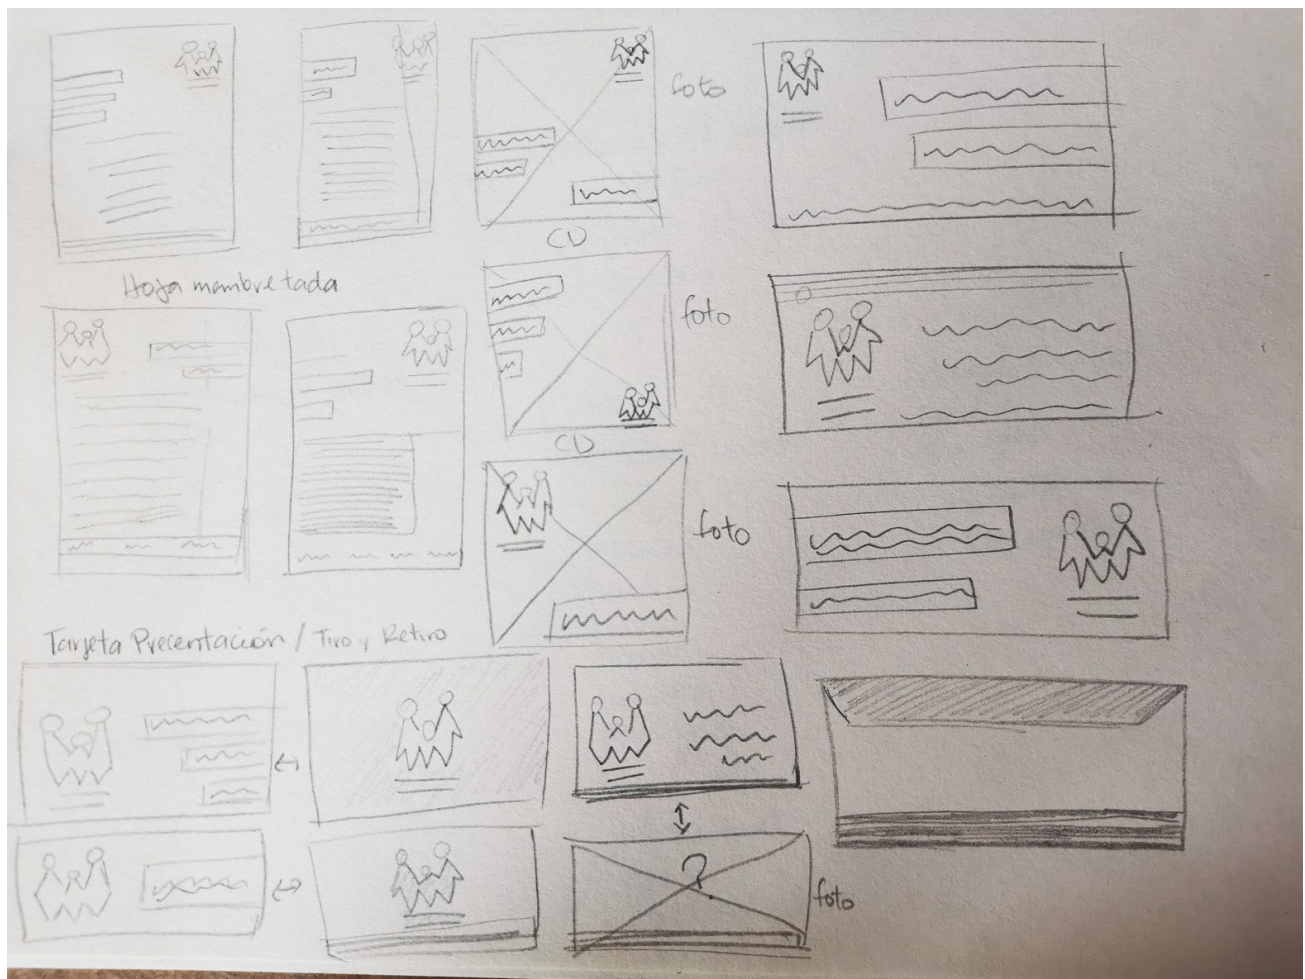 foto
CD
Hoja membretada
foto
CD
foto
Tarjeta Presentación / Tiro y Retiro
?
foto